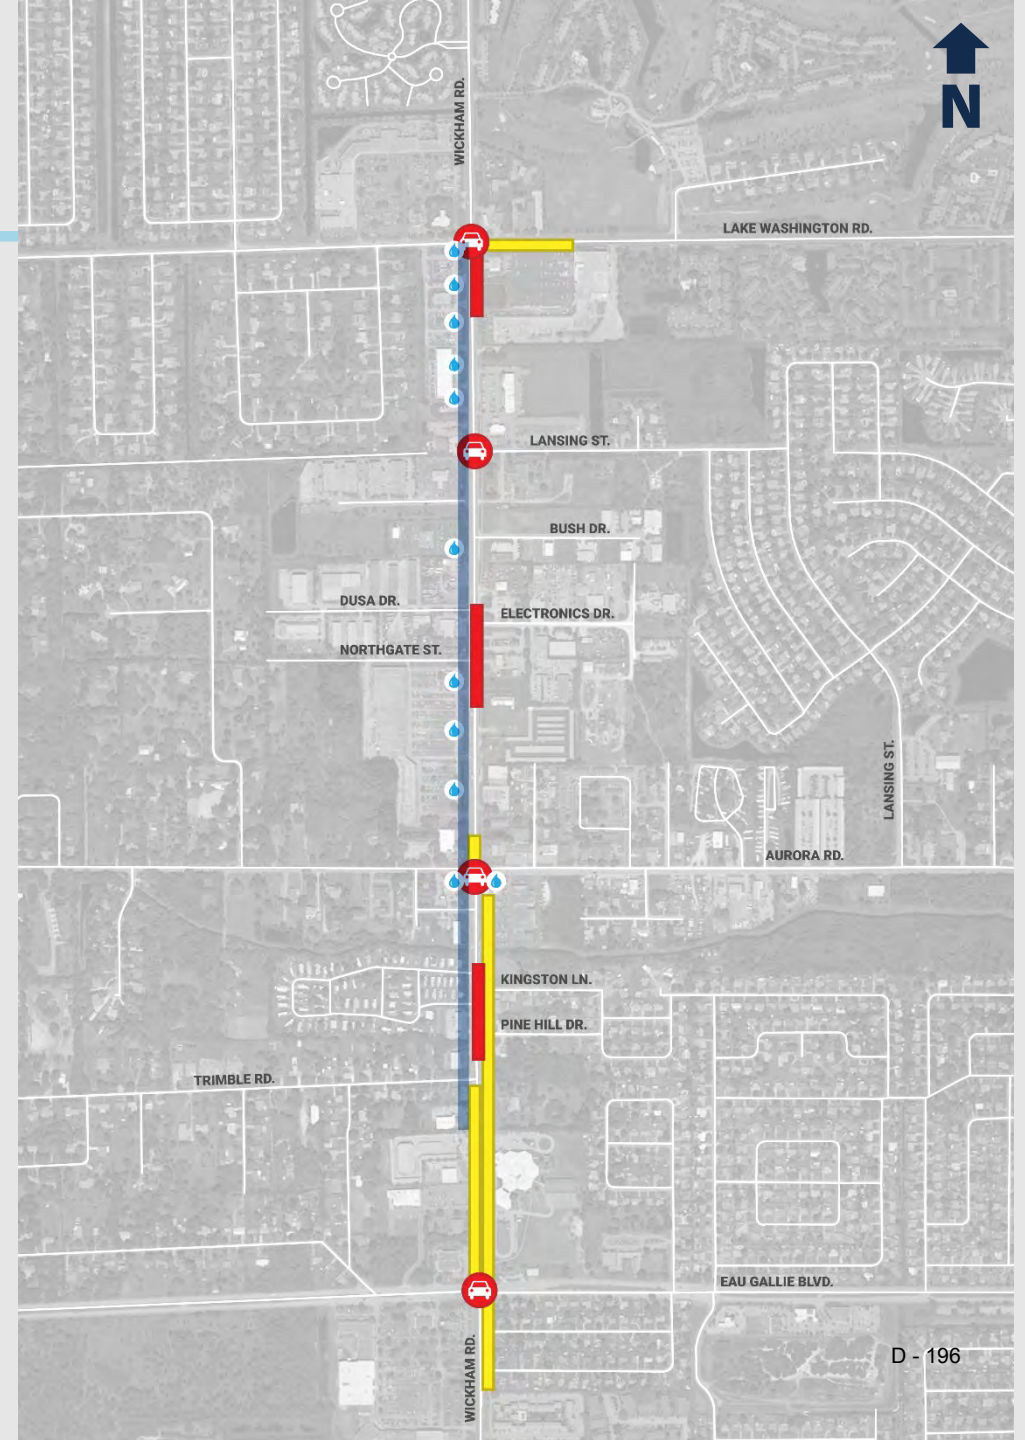 N
WICKHAM RD.
LAKE WASHINGTON RD.
LANSING ST.
BUSH DR.
DUSA DR.
ELECTRONICS DR.
NORTHGATE ST.
LANSING ST.
AURORA RD.
KINGSTON LN.
PINE HILL DR.
TRIMBLE RD.
EAU GALLIE BLVD.
WICKHAM RD.
D - 196